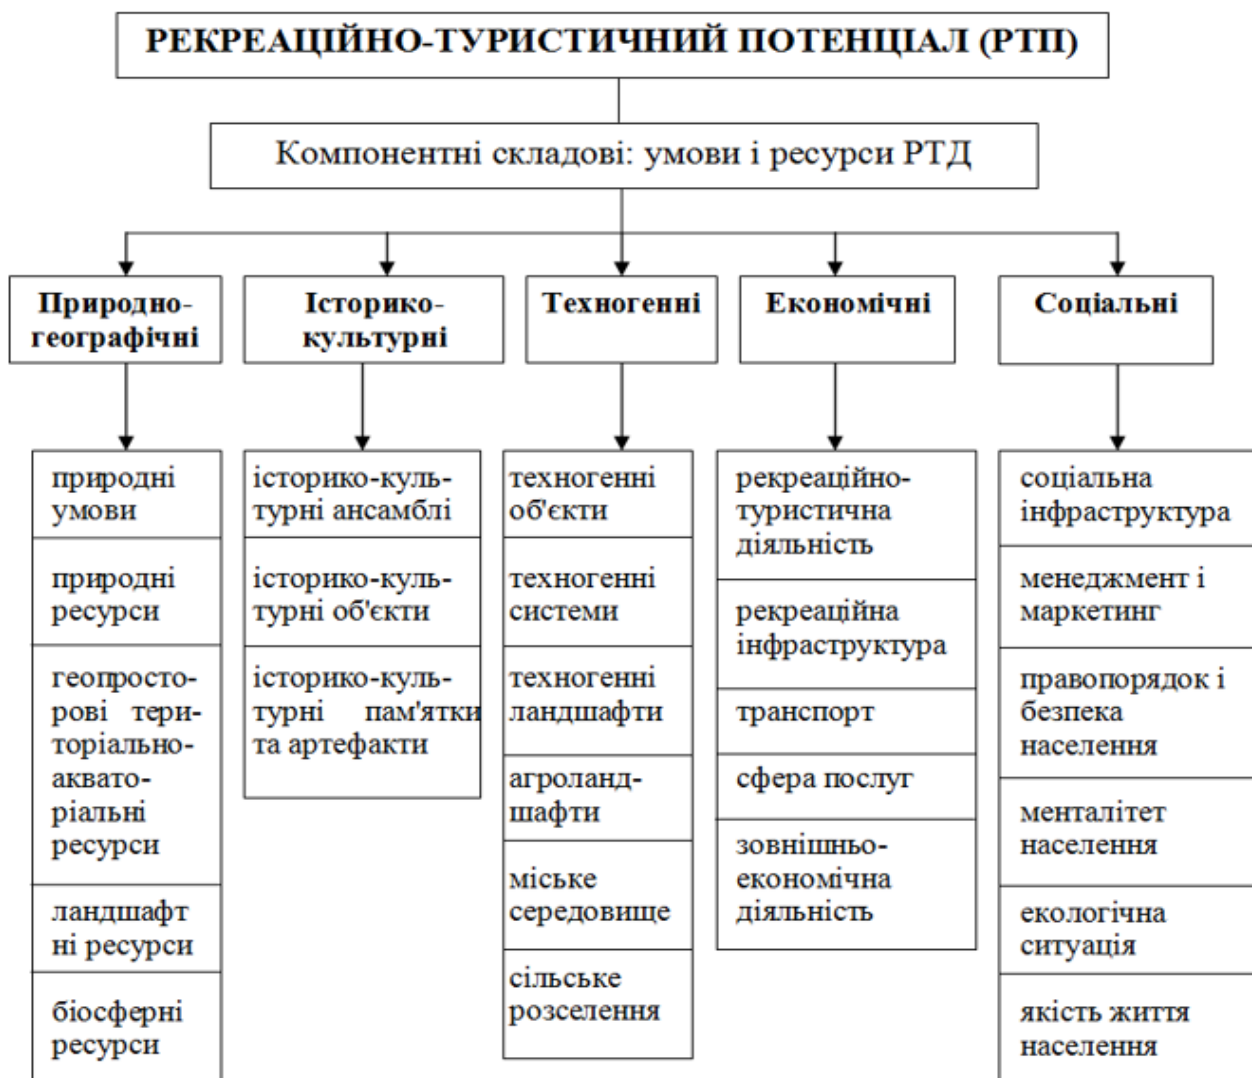 РЕКРЕАЦІЙНО-ТУРИСТИЧНИЙ ПОТЕНЦІАЛ (РТП)
Компонентні складові: умови і ресурси РТД
Природно-
географічні
Історико-
культурні
Техногенні
Економічні
Соціальні
природні
умови
природні
ресурси
геопросто-
рові тери-
торіально-
аквато-
ріальні
ресурси
ландшафт
ні ресурси
біосферні
ресурси
історико-куль-
турні ансамблі
історико-куль-
турні об'єкти
історико-куль-
турні пам'ятки
та артефакти
техногенні
об'єкти
техногенні
системи
техногенні
ландшафти
агроланд-
шафти
міське
середовище
сільське
розселення
рекреаційно-
туристична
діяльність
рекреаційна
інфраструктура
транспорт
сфера послуг
зовнішньо-
економічна
діяльність
соціальна
інфраструктура
менеджмент і
маркетинг
правопорядок і
безпека
населення
менталітет
населення
екологічна
ситуація
якість життя
населення